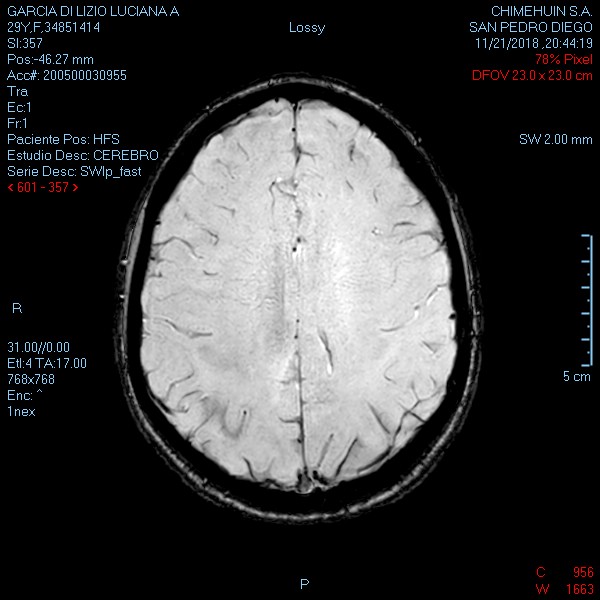 GARCIA DI LIZIO LUCIANA A
29Y,F,34851414
Sl:357
Pos:-46.27 mm
Acc#: 200500030955
Tra
Ec:1
Fr:1
Paciente Pos: HFS
Estudio Desc: CEREBRO
Serie Desc: SWIp_fast
< 601 - 357 >
Lossy
CHIMEHUIN S.A.
SAN PEDRO DIEGO
11/21/2018 ,20:44:19
78% Pixel
DFOV 23.0 x 23.0 cm
SW 2.00 mm
R
31.00//0.00
Etl:4 TA:17.00
768x768
Enc: ^
1nex
5 cm
P
C 956
W 1663